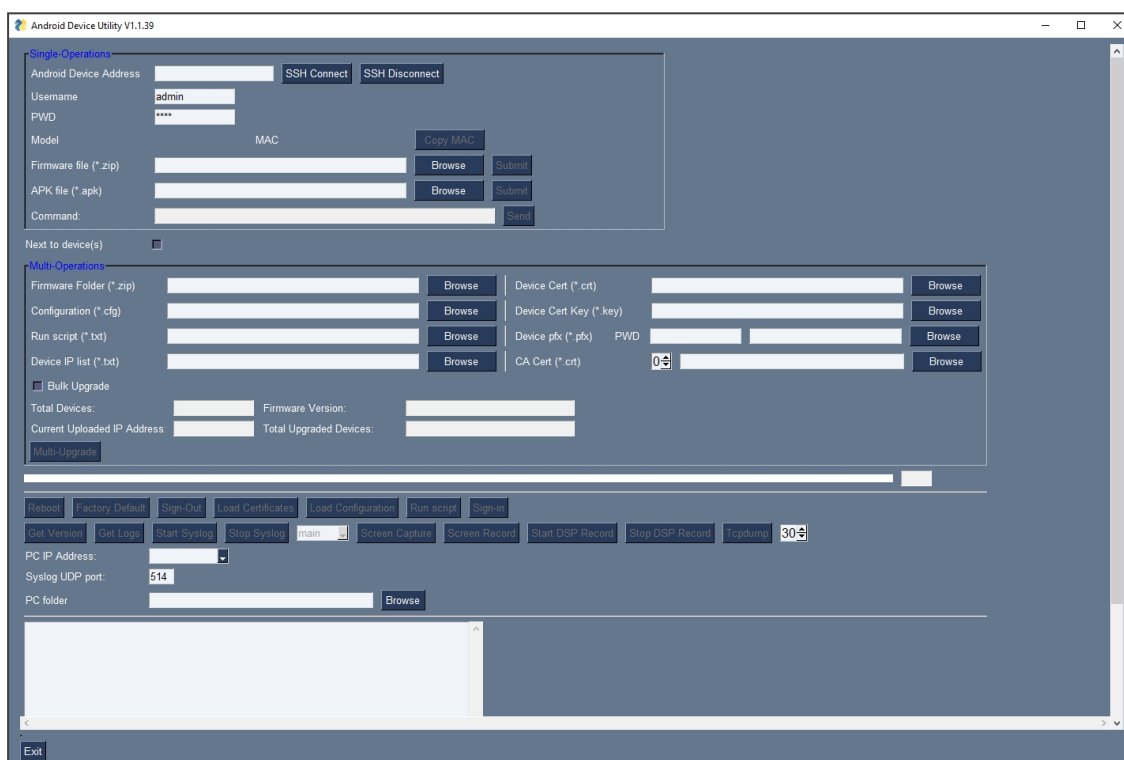 Android Device Utility V1.1.39
Single-Operations
Android Device Address SSH Connect SSH Disconnect
Username admin
PWD ****
Model MAC Copy MAC
Firmware file (*.zip) Browse Submit
APK file (*.apk) Browse Submit
Command: Send
Next to device(s)
Multi-Operations
Firmware Folder (*.zip) Browse Device Cert (*.crt) Browse
Configuration (*.cfg) Browse Device Cert Key (*.key) Browse
Run script (*.txt) Browse Device pfx (*.pfx) PWD Browse
Device IP list (*.txt) Browse CA Cert (*.crt) 0 Browse
Bulk Upgrade
Total Devices: Firmware Version:
Current Uploaded IP Address: Total Upgraded Devices:
Multi-Upgrade
Reboot Factory Default Sign-Out Load Certificates Load Configuration Run script Sign-in
Get Version Get Logs Start Syslog Stop Syslog main Screen Capture Screen Record Start DSP Record Stop DSP Record Tcpdump 30
PC IP Address:
Syslog UDP port: 514
PC folder Browse
Exit